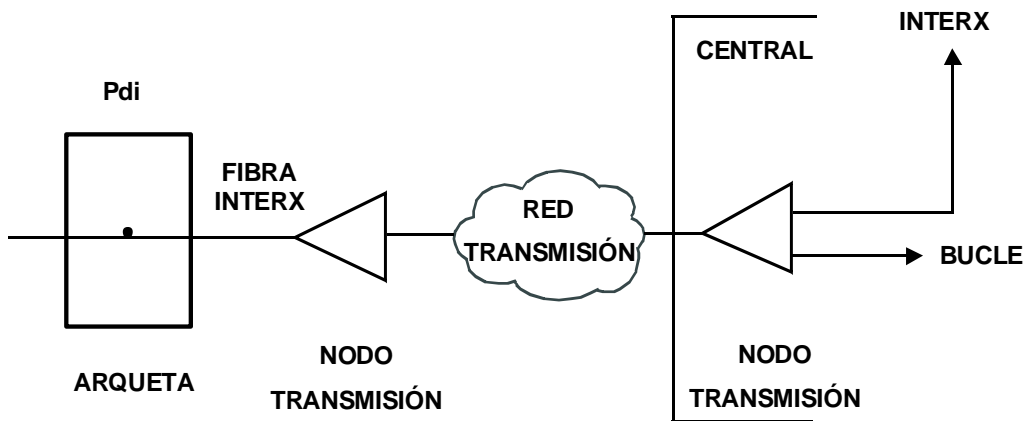 INTERX
CENTRAL
Pdi
FIBRA
INTERX
RED
TRANSMISIÓN
BUCLE
NODO
TRANSMISIÓN
NODO
TRANSMISIÓN
ARQUETA